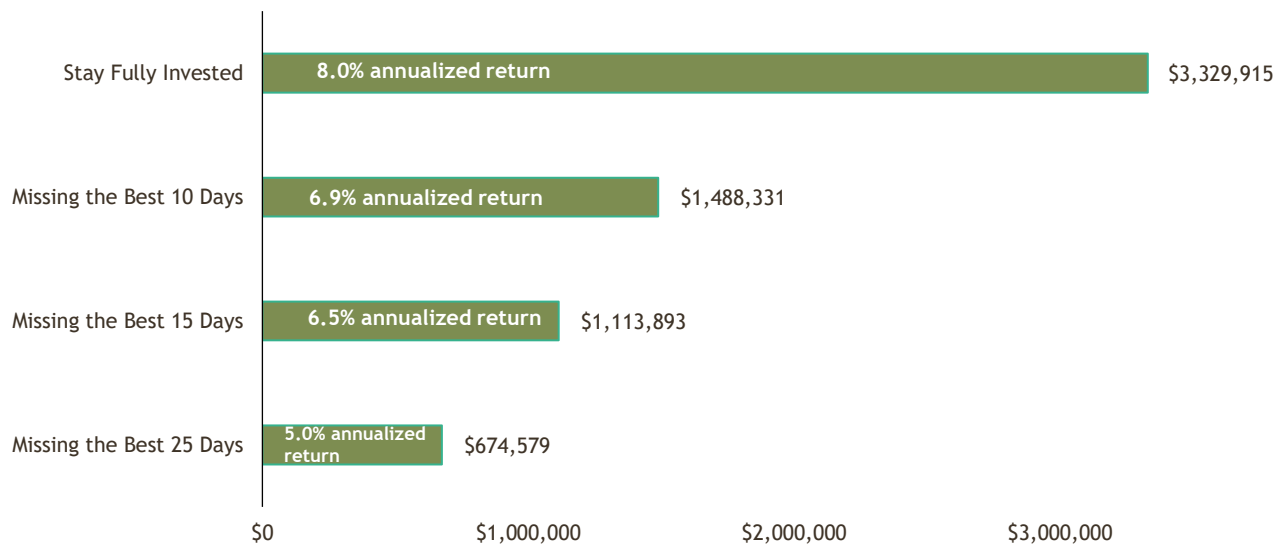 Stay Fully Invested
8.0% annualized return
$3,329,915
Missing the Best 10 Days
6.9% annualized return
$1,488,331
Missing the Best 15 Days
6.5% annualized return
$1,113,893
Missing the Best 25 Days
5.0% annualized
return
$674,579
$0
$1,000,000
$2,000,000
$3,000,000